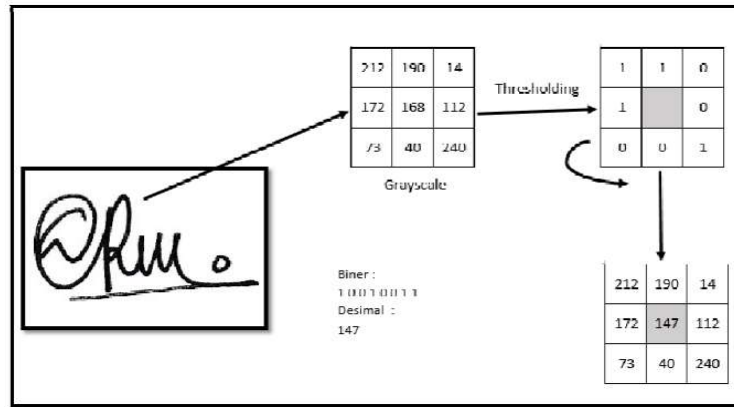 212 190 14
172 168 112
73 40 240
Grayscale
Thresholding
1 1 0
1 0
0 0 1
Biner :
1 0 0 1 0 0 1 1
Desimal :
147
212 190 14
172 147 112
73 40 240